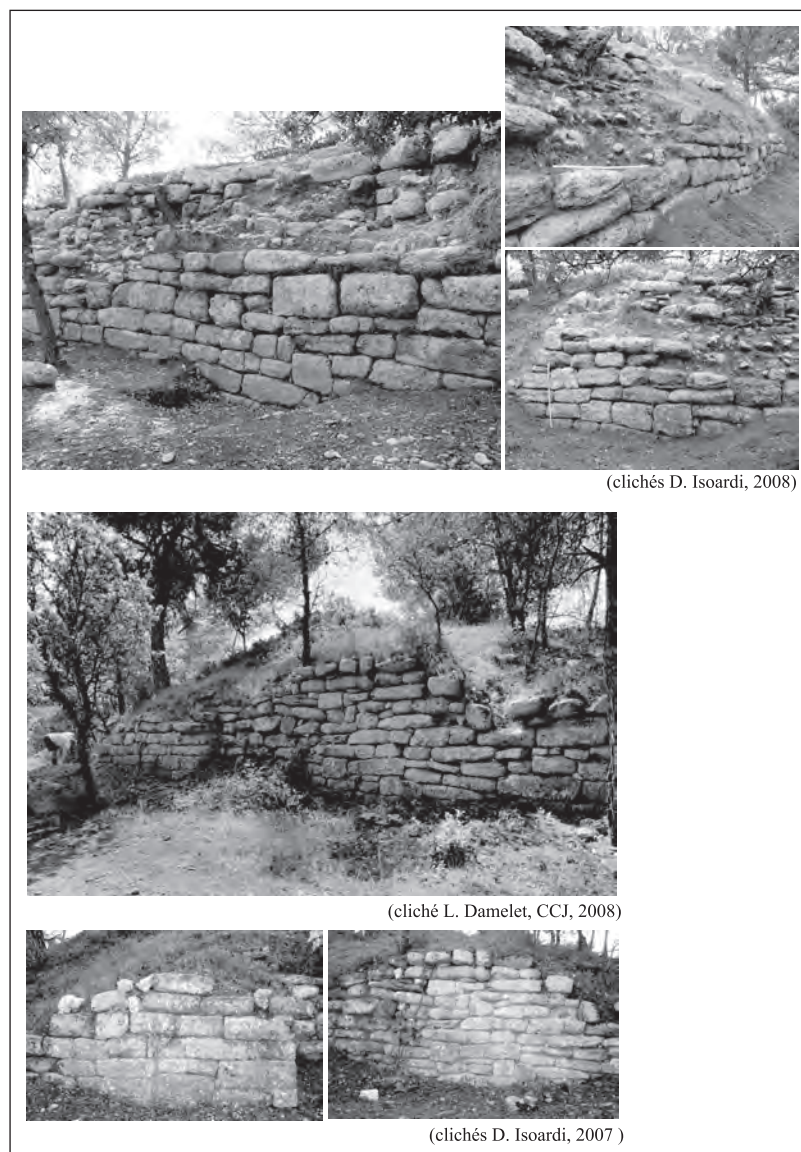 (clichés D. Isoardi, 2008)
(cliché L. Damelet, CCJ, 2008)
(clichés D. Isoardi, 2007 )